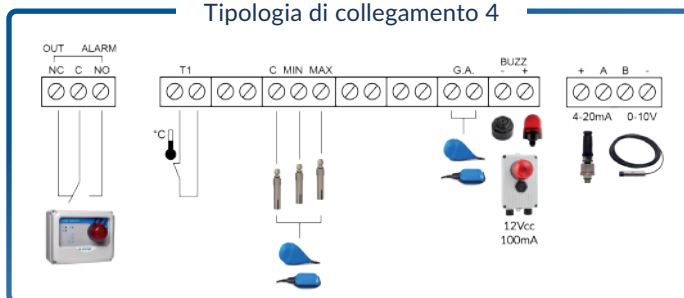 Tipologia di collegamento 4
OUT ALARM
NC C NO
T1
C MIN MAX
G.A.
BUZZ
- +
+ A B -
4-20mA 0-10V
°C
12Vcc
100mA